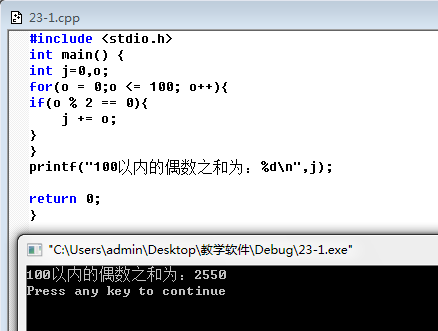 23-1.cpp
#include <stdio.h>
int main() {
int j=0,o;
for(o = 0;o <= 100; o++){
if(o % 2 == 0){
j += o;
}
}
printf("100以内的偶数之和为：%d\n",j);
return 0;
}
"C:\Users\admin\Desktop\教学软件\Debug\23-1.exe"
100以内的偶数之和为：2550
Press any key to continue